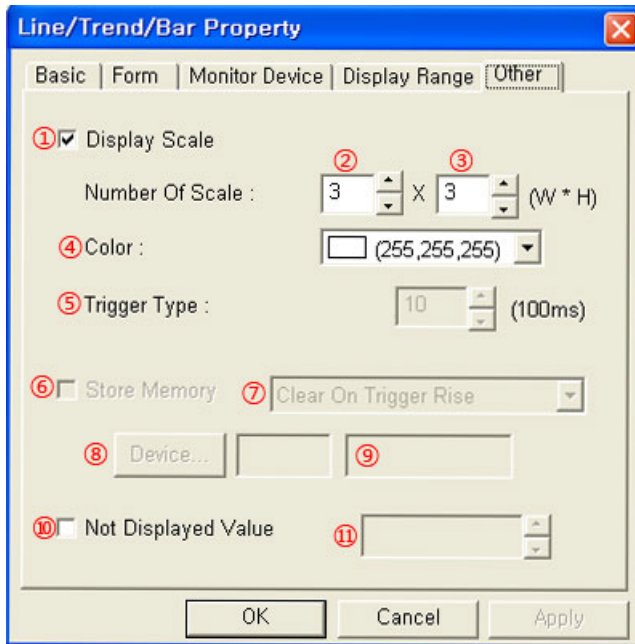 Line/Trend/Bar Property
Basic Form Monitor Device Display Range Other
① Display Scale
② ③
Number Of Scale : 3 X 3 (W * H)
④ Color : (255,255,255)
⑤ Trigger Type : 10 (100ms)
⑥ Store Memory ⑦ Clear On Trigger Rise
⑧ Device... ⑨
⑩ Not Displayed Value ⑪
OK Cancel Apply